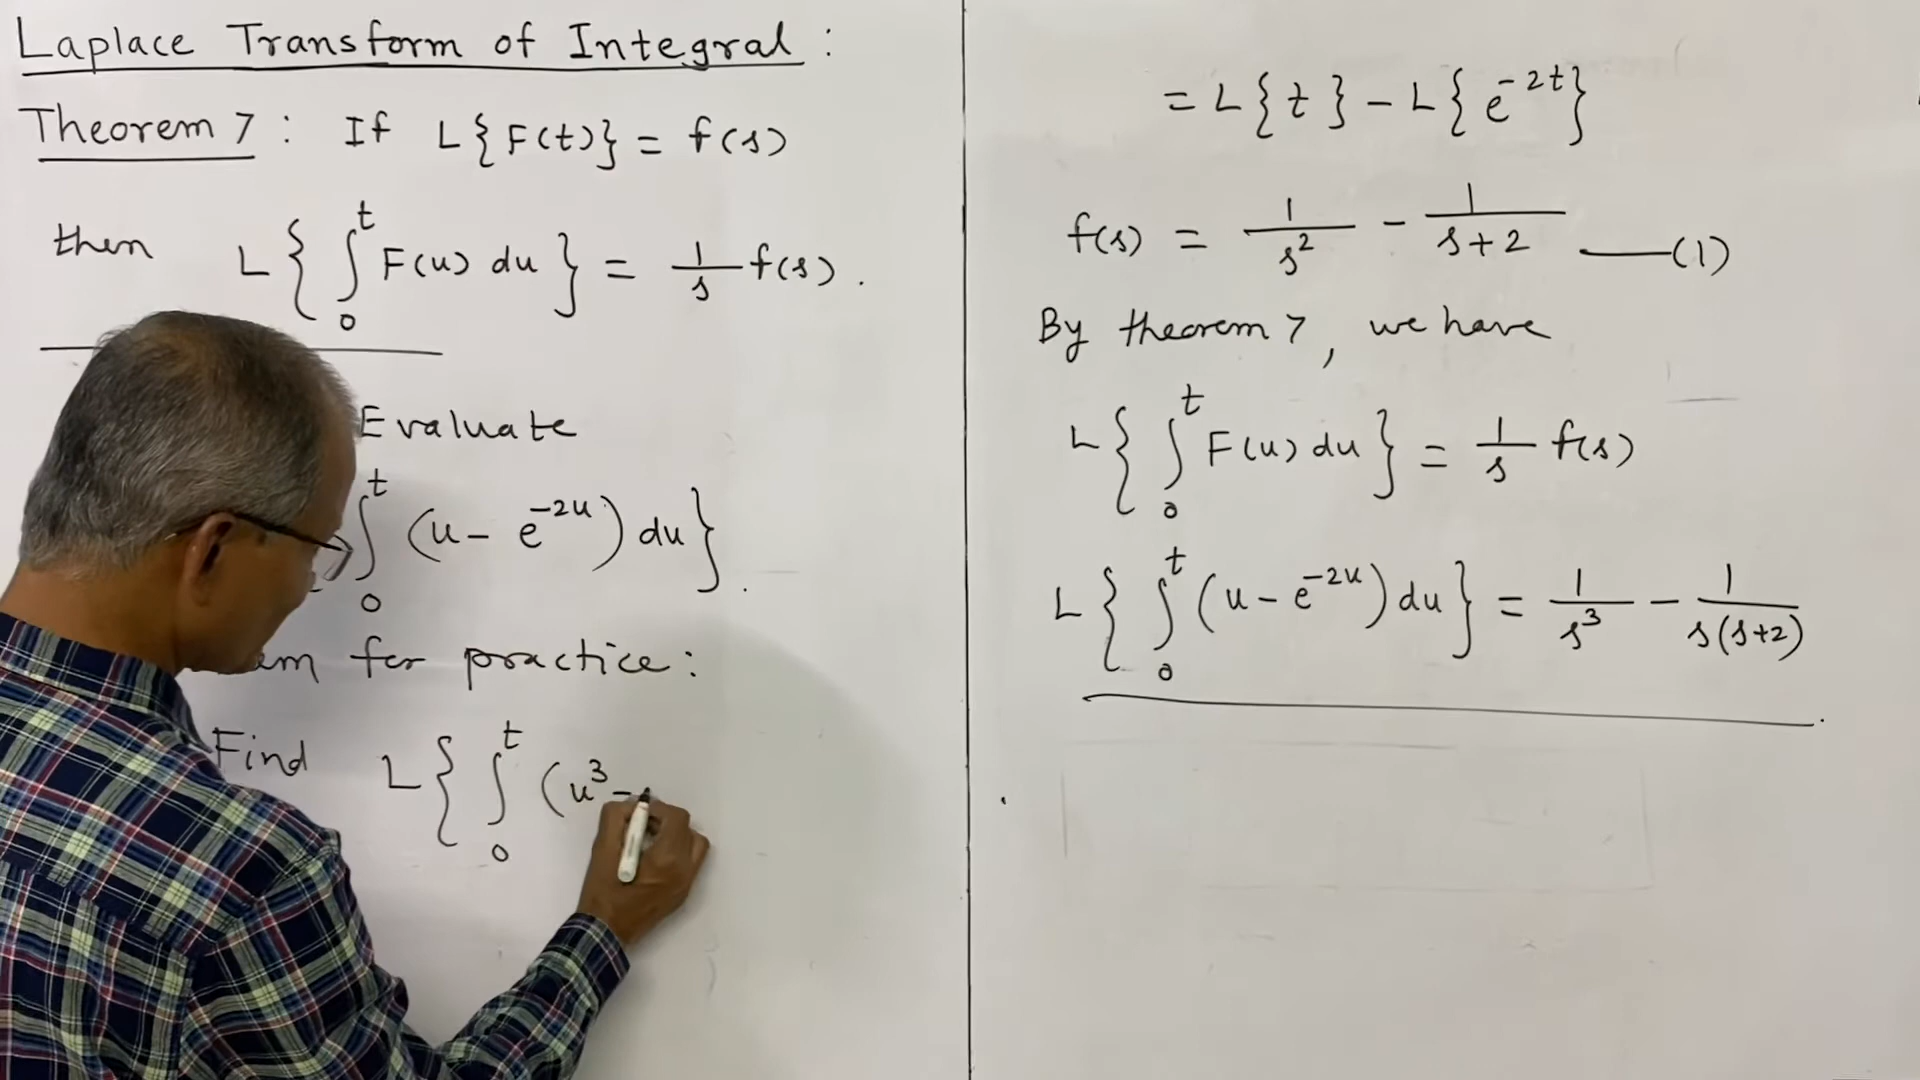 Laplace Transform of Integral :
Theorem 7 : If L{F(t)} = f(s)
then L{∫₀ᵗ F(u) du} = 1/s f(s).
Evaluate
∫₀ᵗ (u - e^{-2u}) du}.
for practice:
Find L{∫₀ᵗ (u³ -
= L{t} - L{e^{-2t}}
f(s) = 1/s² - 1/(s+2) —(1)
By theorem 7, we have
L{∫₀ᵗ F(u) du} = 1/s f(s)
L{∫₀ᵗ (u - e^{-2u}) du} = 1/s³ - 1/(s(s+2))